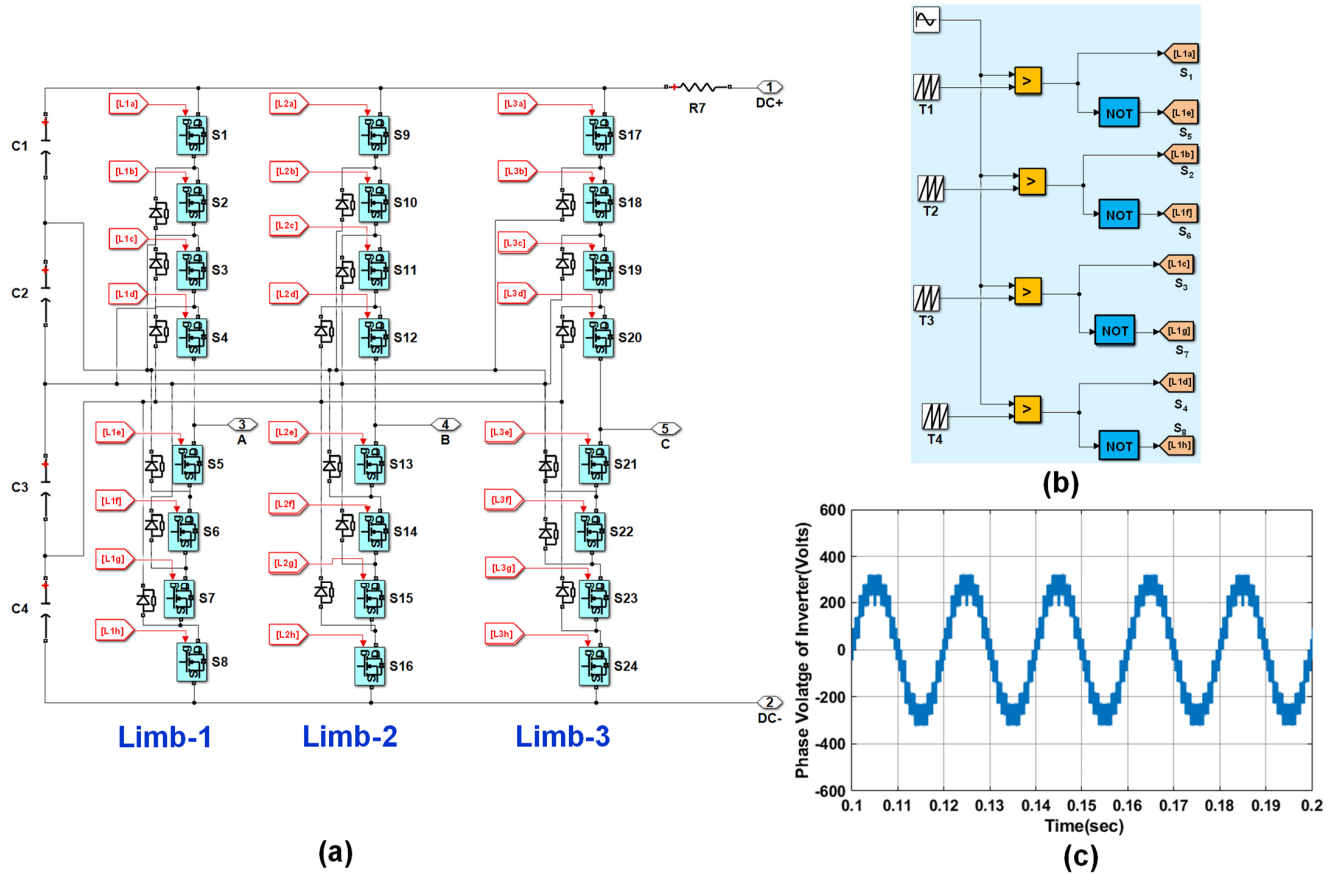 [L1a]
[L2a]
[L3a]
R7
1
DC+
C1
S1
S9
S17
[L1b]
[L2b]
[L3b]
S2
S10
S18
[L1c]
[L2c]
[L3c]
C2
S3
S11
S19
[L1d]
[L2d]
[L3d]
S4
S12
S20
3
A
4
B
5
C
[L1e]
[L2e]
[L3e]
C3
S5
S13
S21
[L1f]
[L2f]
[L3f]
S6
S14
S22
[L1g]
[L2g]
[L3g]
C4
S7
S15
S23
[L1h]
[L2h]
[L3h]
S8
S16
S24
2
DC-
Limb-1
Limb-2
Limb-3
(a)
T1
>
[L1a]
S1
NOT
[L1e]
S5
T2
>
[L1b]
S2
NOT
[L1f]
S6
T3
>
[L1c]
S3
NOT
[L1g]
S7
T4
>
[L1d]
S4
S8
NOT
[L1h]
(b)
Phase Volatge of Inverter(Volts)
600
400
200
0
-200
-400
-600
0.1 0.11 0.12 0.13 0.14 0.15 0.16 0.17 0.18 0.19 0.2
Time(sec)
(c)